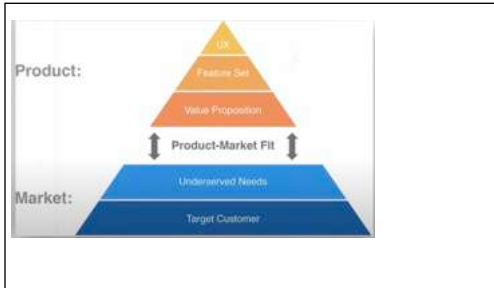 UX
Product:
Feature Set
Value Proposition
Product-Market Fit
Underserved Needs
Market:
Target Customer